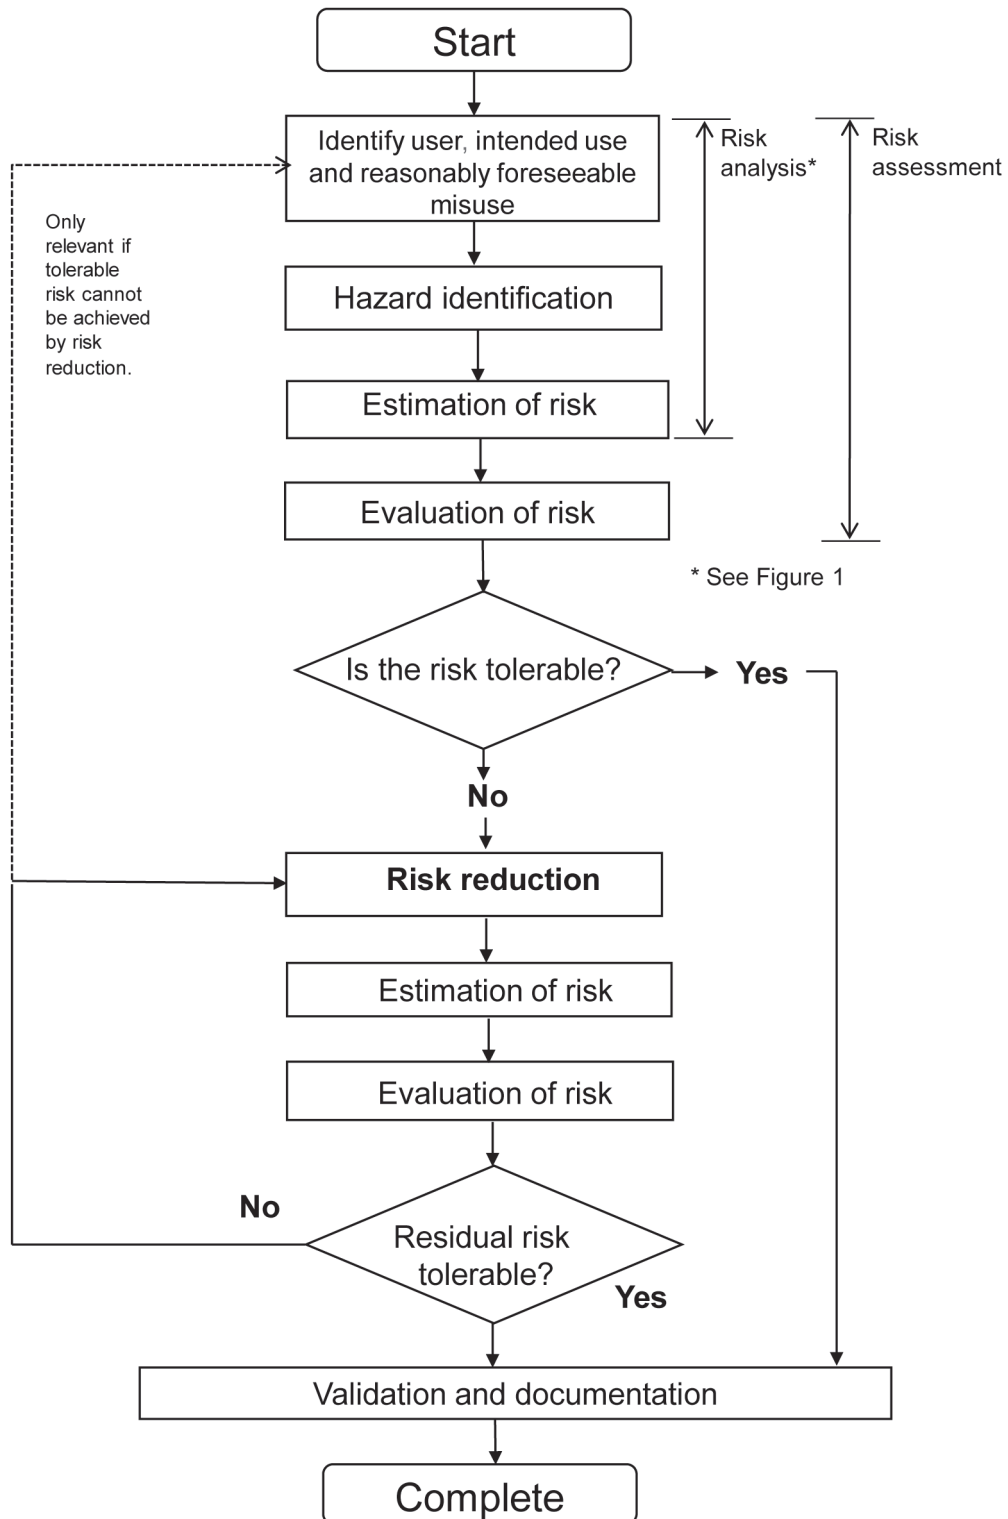 Start
Identify user, intended use
and reasonably foreseeable
misuse
Risk
analysis*
Risk
assessment
Only
relevant if
tolerable
risk cannot
be achieved
by risk
reduction.
Hazard identification
Estimation of risk
Evaluation of risk
* See Figure 1
Is the risk tolerable?
Yes
No
Risk reduction
Estimation of risk
Evaluation of risk
No
Residual risk
tolerable?
Yes
Validation and documentation
Complete